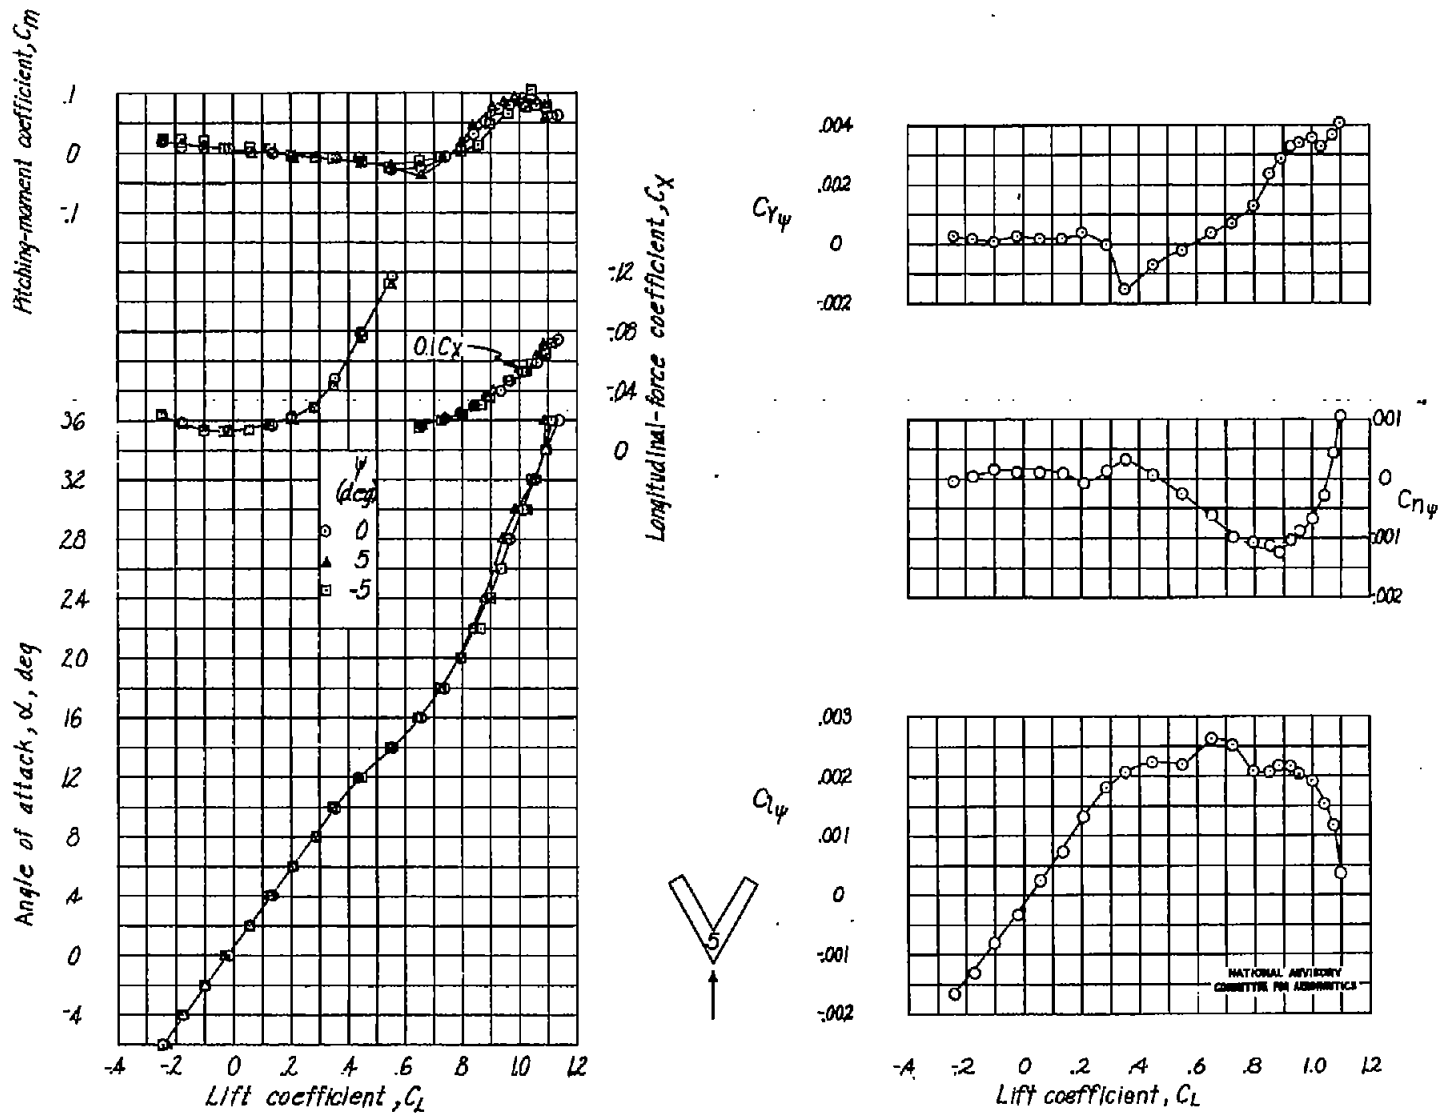 Pitching-moment coefficient, Cm
.1
0
-.1
Longitudinal-force coefficient, CX
-.12
-.08
-.04
0
0.1CX
ψ
(deg)
0
5
-5
Angle of attack, α, deg
36
32
28
24
20
16
12
8
4
0
-4
-.4 -.2 0 .2 .4 .6 .8 1.0 1.2
Lift coefficient, CL
.5
CYψ
.004
.002
0
-.002
Cnψ
.001
0
-.001
-.002
Clψ
.003
.002
.001
0
-.001
-.002
NATIONAL ADVISORY
COMMITTEE FOR AERONAUTICS
-.4 -.2 0 .2 .4 .6 .8 1.0 1.2
Lift coefficient, CL